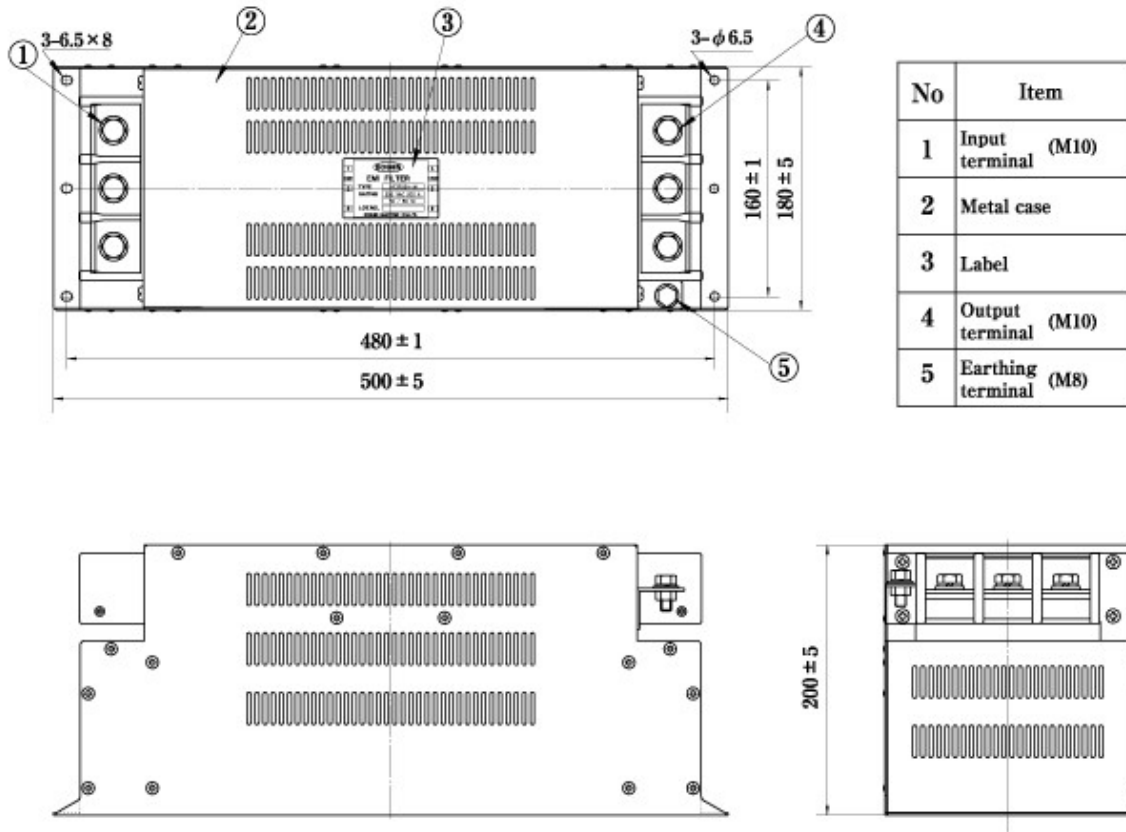 ② ③
3-6.5×8 3-φ6.5
① ④
EMI FILTER
160±1
180±5
480±1
500±5
⑤
No Item
1 Input terminal (M10)
2 Metal case
3 Label
4 Output terminal (M10)
5 Earthing terminal (M8)
200±5